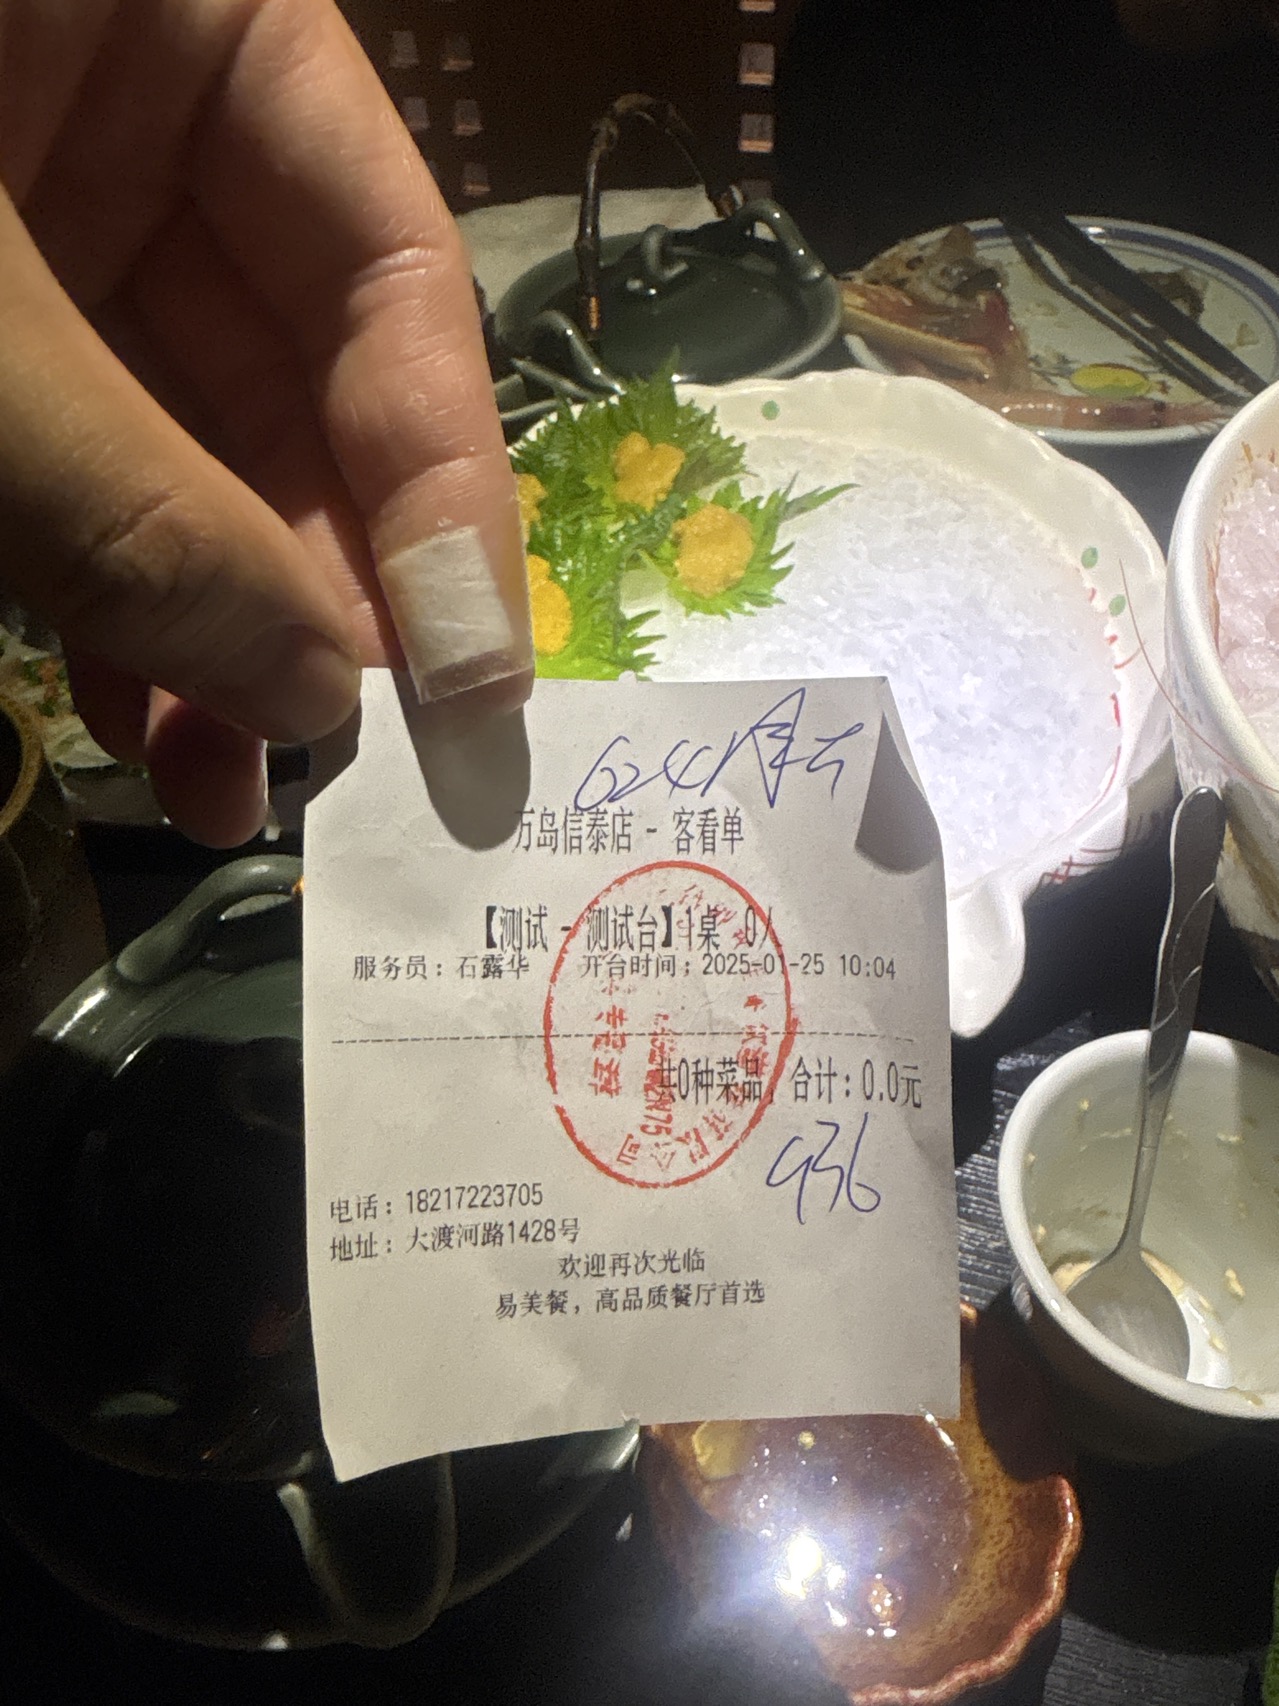 624
万岛信泰店 - 客看单
【测试 - 测试台】1桌 0人
服务员：石露华 开台时间：2025-01-25 10:04
共0种菜品，合计：0.0元
936
电话：18217223705
地址：大渡河路1428号
欢迎再次光临
易美餐，高品质餐厅首选